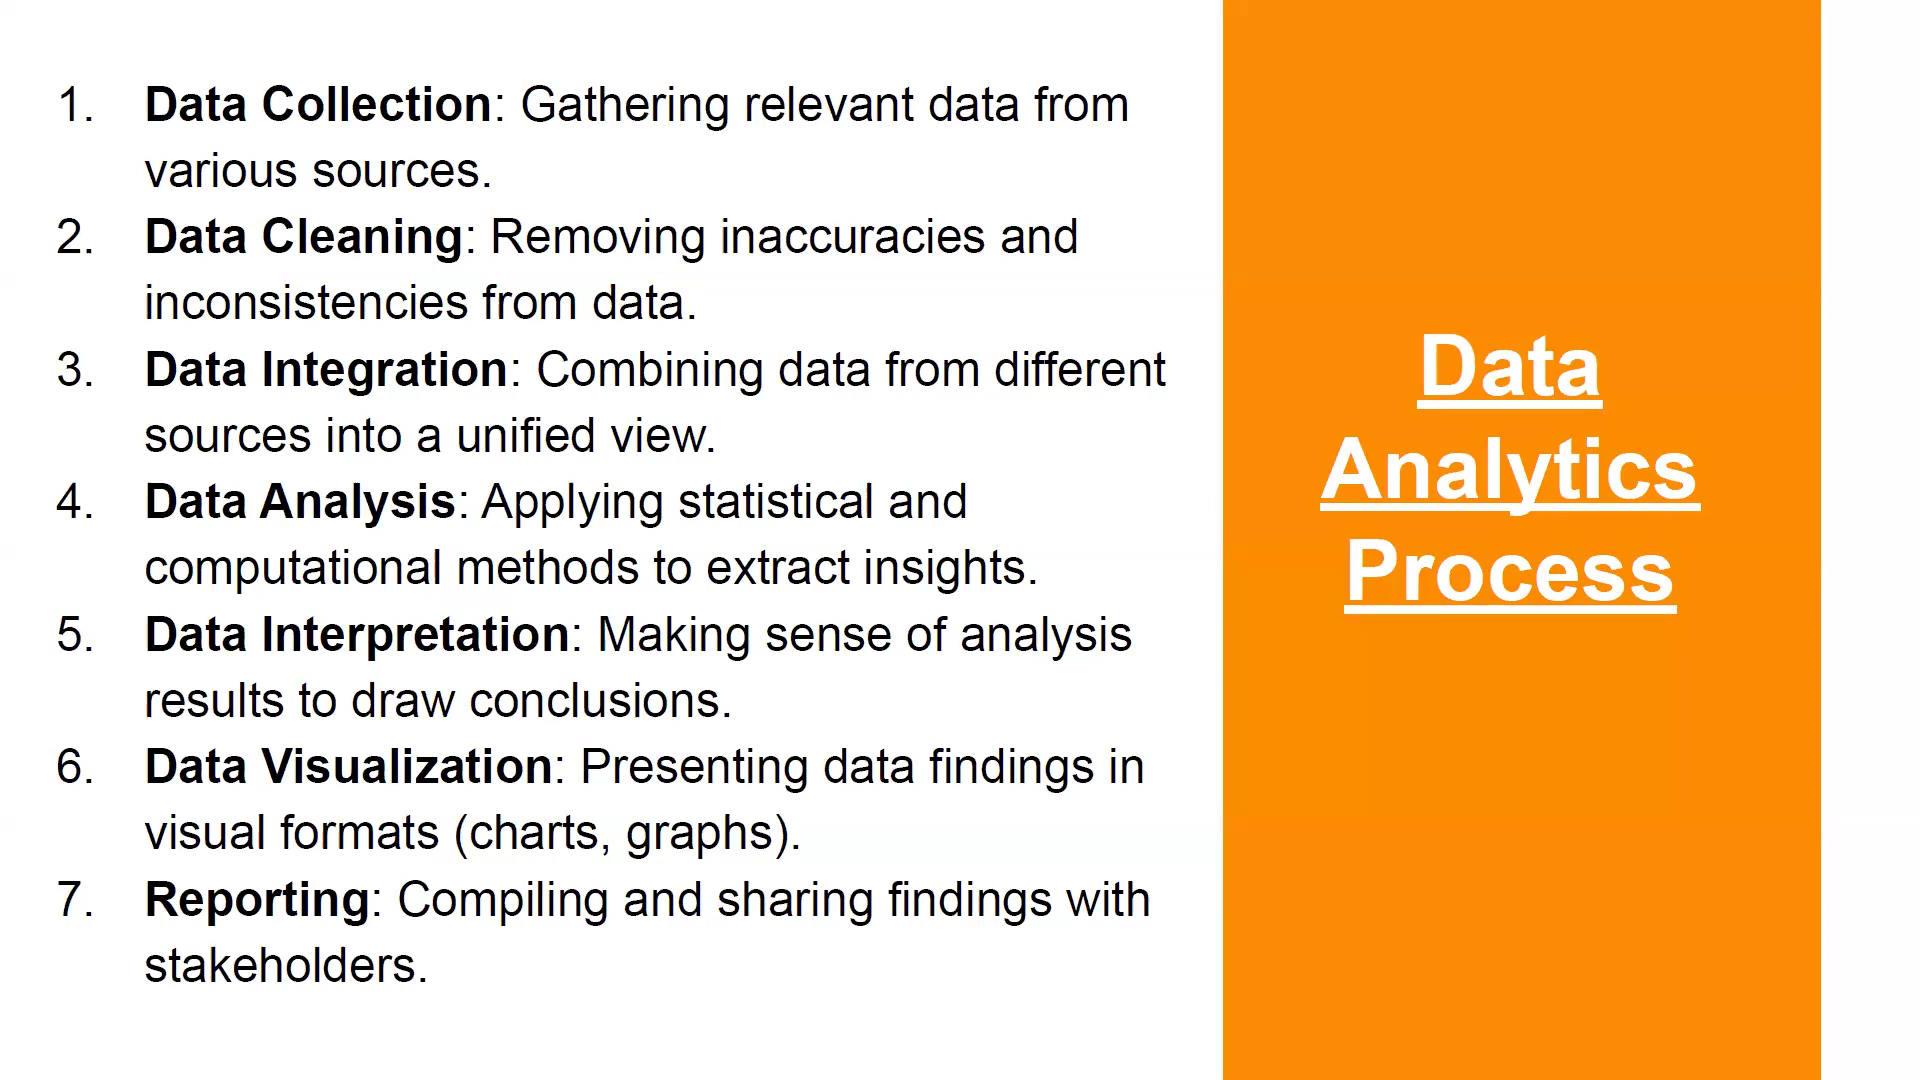 1. Data Collection: Gathering relevant data from
various sources.
2. Data Cleaning: Removing inaccuracies and
inconsistencies from data.
3. Data Integration: Combining data from different
sources into a unified view.
4. Data Analysis: Applying statistical and
computational methods to extract insights.
5. Data Interpretation: Making sense of analysis
results to draw conclusions.
6. Data Visualization: Presenting data findings in
visual formats (charts, graphs).
7. Reporting: Compiling and sharing findings with
stakeholders.
Data
Analytics
Process